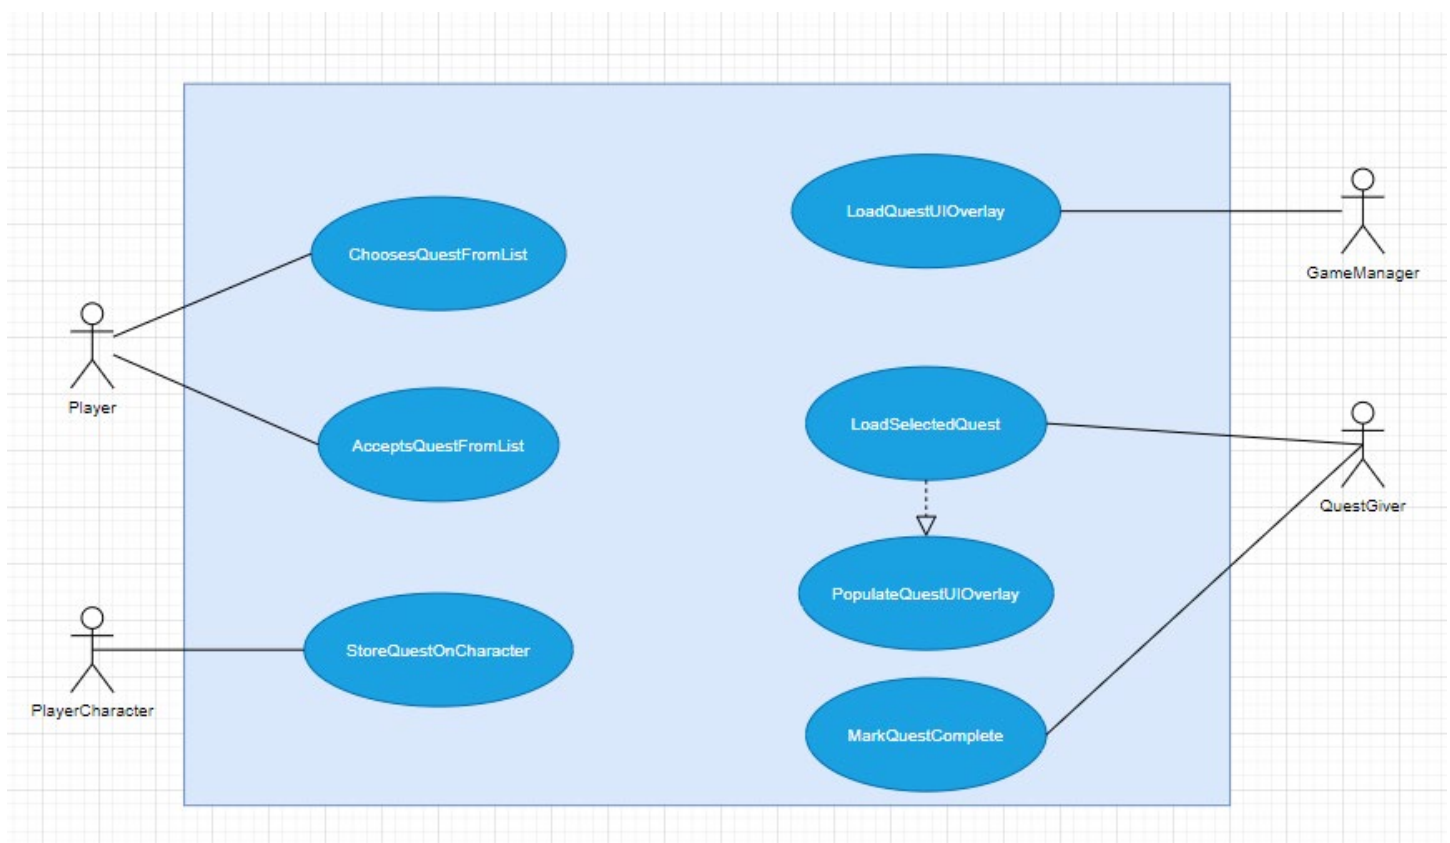 LoadQuestUIOverlay
ChoosesQuestFromList
GameManager
Player
LoadSelectedQuest
AcceptsQuestFromList
QuestGiver
PopulateQuestUIOverlay
StoreQuestOnCharacter
PlayerCharacter
MarkQuestComplete